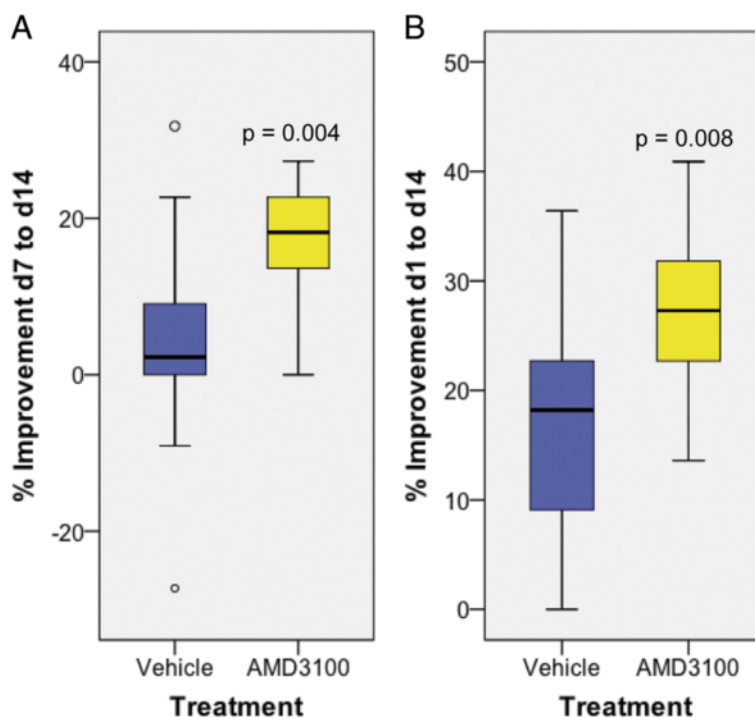 A
% Improvement d7 to d14
40
20
0
-20
p = 0.004
Vehicle
AMD3100
Treatment
B
% Improvement d1 to d14
50
40
30
20
10
0
p = 0.008
Vehicle
AMD3100
Treatment